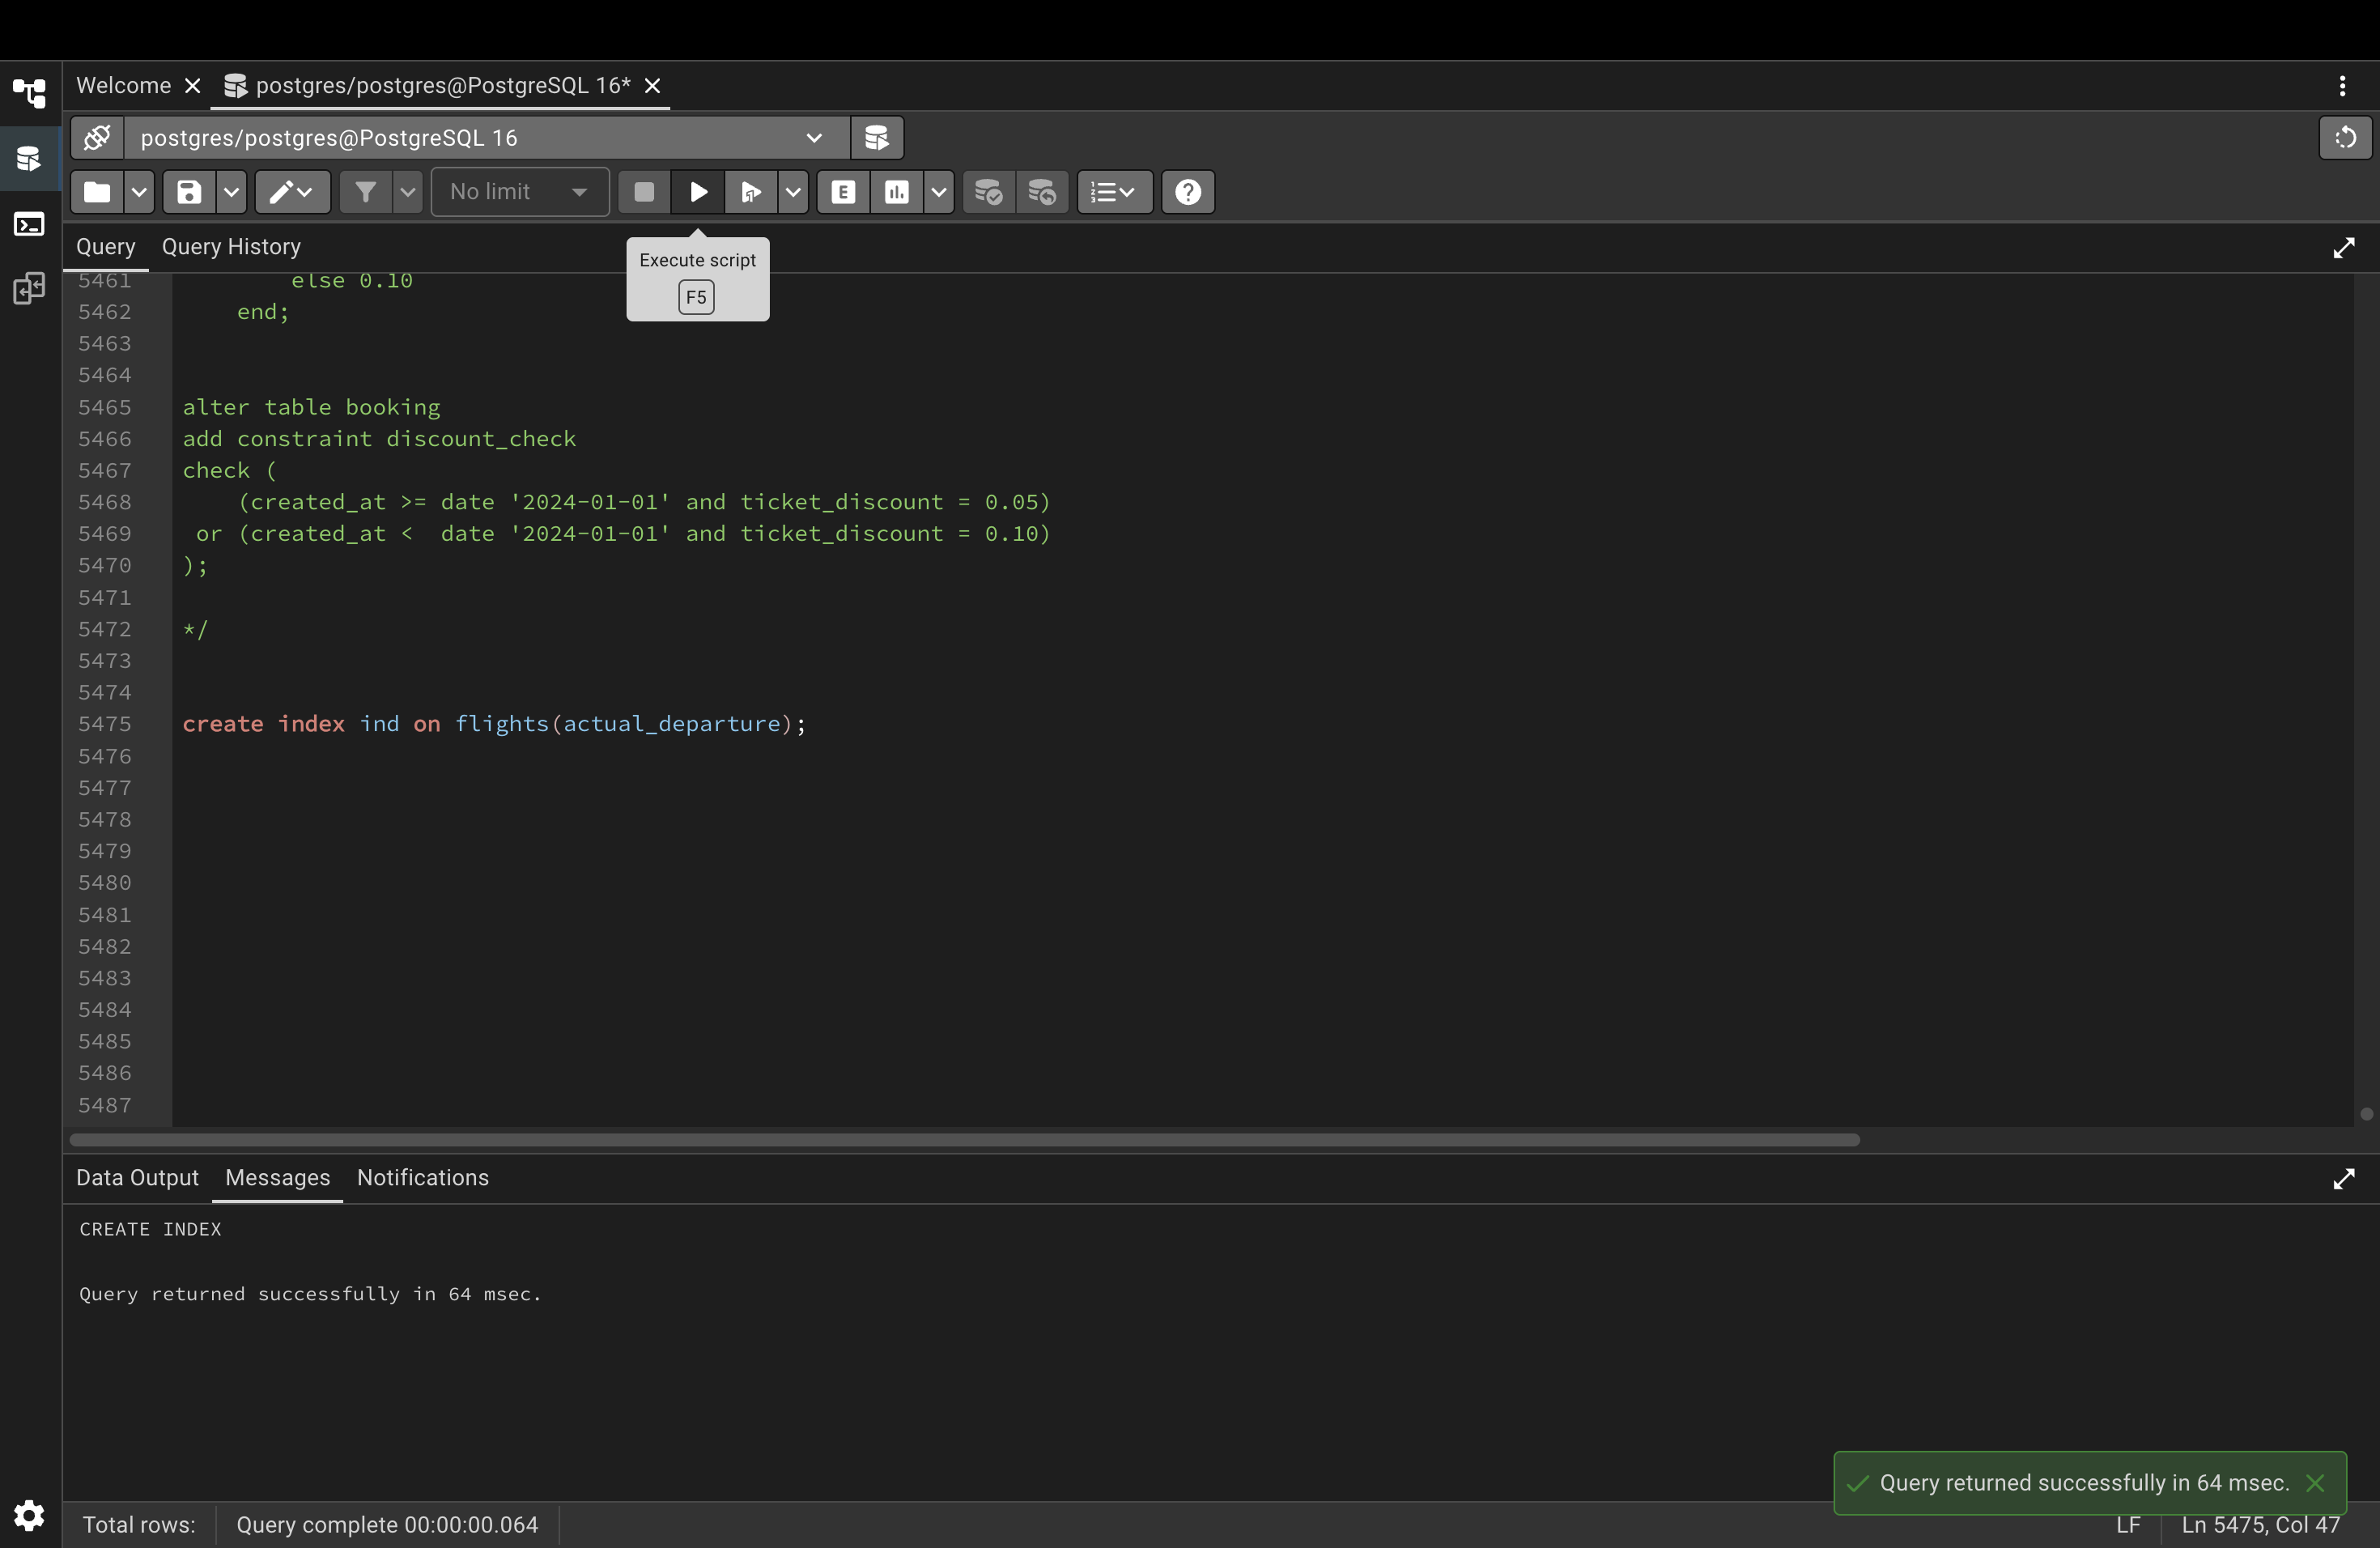 Welcome
postgres/postgres@PostgreSQL 16*
postgres/postgres@PostgreSQL 16
No limit
E
Query Query History
Execute script
F5
5461         else 0.10
5462     end;
5463
5464
5465 alter table booking
5466 add constraint discount_check
5467 check (
5468     (created_at >= date '2024-01-01' and ticket_discount = 0.05)
5469  or (created_at <  date '2024-01-01' and ticket_discount = 0.10)
5470 );
5471
5472 */
5473
5474
5475 create index ind on flights(actual_departure);
5476
5477
5478
5479
5480
5481
5482
5483
5484
5485
5486
5487
Data Output Messages Notifications
CREATE INDEX
Query returned successfully in 64 msec.
Query returned successfully in 64 msec.
Total rows: Query complete 00:00:00.064 LF Ln 5475, Col 47